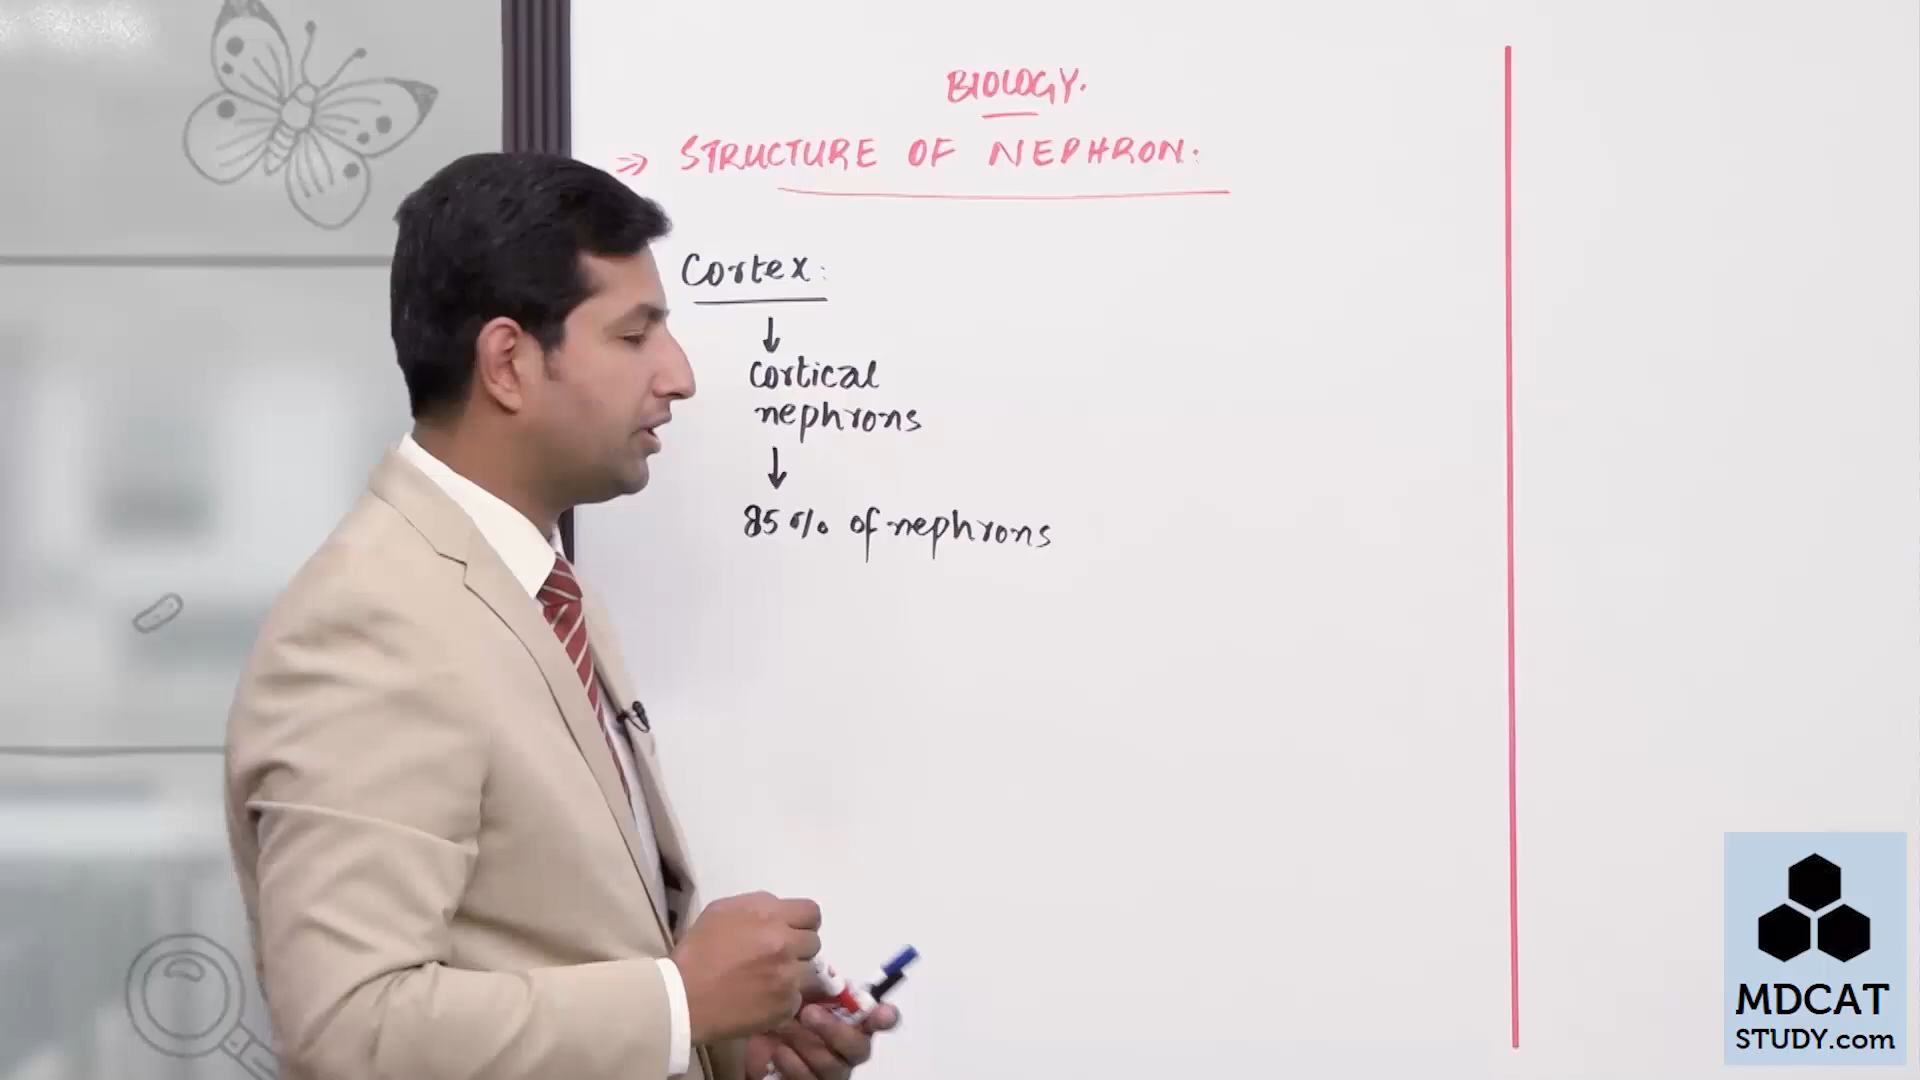 BIOLOGY.
⇒ STRUCTURE OF NEPHRON.
Cortex:
↓
Cortical
nephrons
↓
85% of nephrons
MDCAT
STUDY.com